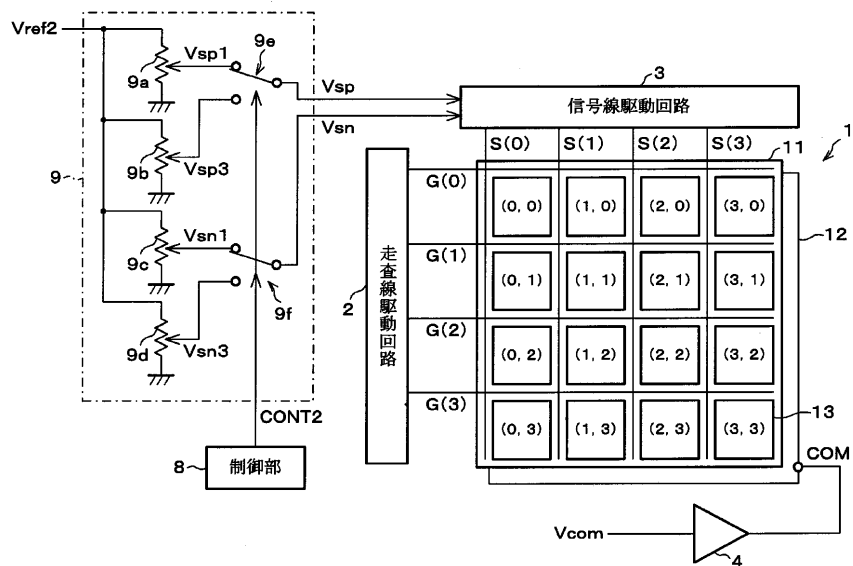 Vref2
9a
Vsp1
9e
9b
Vsp3
9
9c
Vsn1
9f
9d
Vsn3
CONT2
8
制御部
Vsp
Vsn
3
信号線駆動回路
S(0) S(1) S(2) S(3)
11
1
12
2
走査線駆動回路
G(0)
(0, 0) (1, 0) (2, 0) (3, 0)
G(1)
(0, 1) (1, 1) (2, 1) (3, 1)
G(2)
(0, 2) (1, 2) (2, 2) (3, 2)
G(3)
(0, 3) (1, 3) (2, 3) (3, 3)
13
COM
Vcom
4